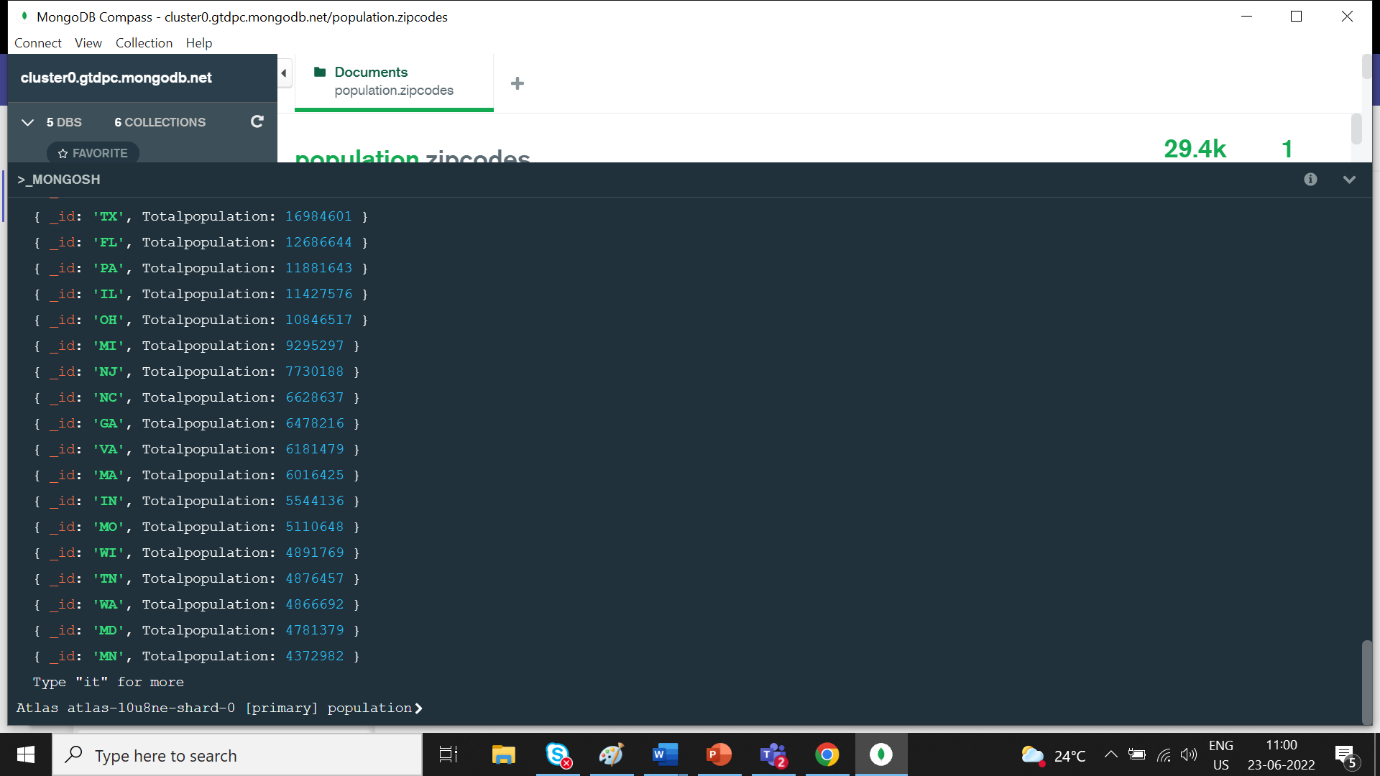 MongoDB Compass - cluster0.gtdpc.mongodb.net/population.zipcodes
Connect View Collection Help
cluster0.gtdpc.mongodb.net
Documents
population.zipcodes
5 DBS 6 COLLECTIONS
FAVORITE
population.zipcodes
29.4k 1
>_MONGOSH
{ _id: 'TX', Totalpopulation: 16984601 }
{ _id: 'FL', Totalpopulation: 12686644 }
{ _id: 'PA', Totalpopulation: 11881643 }
{ _id: 'IL', Totalpopulation: 11427576 }
{ _id: 'OH', Totalpopulation: 10846517 }
{ _id: 'MI', Totalpopulation: 9295297 }
{ _id: 'NJ', Totalpopulation: 7730188 }
{ _id: 'NC', Totalpopulation: 6628637 }
{ _id: 'GA', Totalpopulation: 6478216 }
{ _id: 'VA', Totalpopulation: 6181479 }
{ _id: 'MA', Totalpopulation: 6016425 }
{ _id: 'IN', Totalpopulation: 5544136 }
{ _id: 'MO', Totalpopulation: 5110648 }
{ _id: 'WI', Totalpopulation: 4891769 }
{ _id: 'TN', Totalpopulation: 4876457 }
{ _id: 'WA', Totalpopulation: 4866692 }
{ _id: 'MD', Totalpopulation: 4781379 }
{ _id: 'MN', Totalpopulation: 4372982 }
Type "it" for more
Atlas atlas-10u8ne-shard-0 [primary] population>
Type here to search
24°C
ENG
US
11:00
23-06-2022
2
5